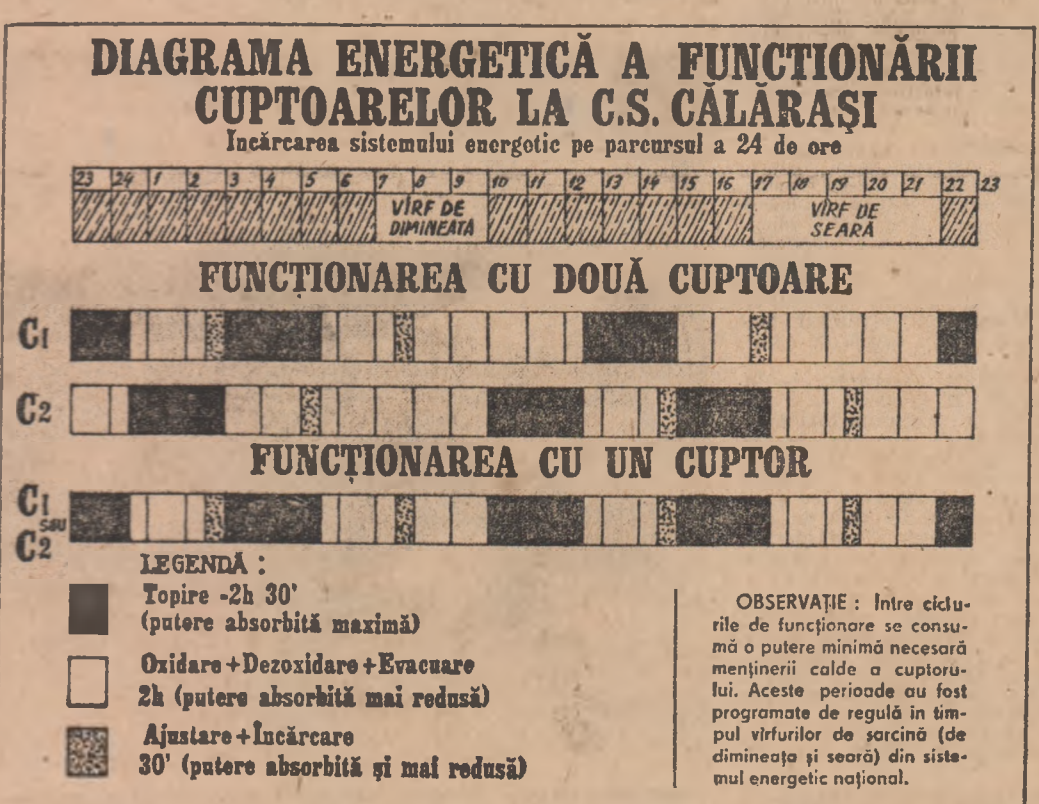 DIAGRAMA ENERGETICĂ A FUNCȚIONĂRII
CUPTOARELOR LA C.S. CĂLĂRAȘI
Incărcarea sistemului energetic pe parcursul a 24 de ore
23 24 1 2 3 4 5 6 7 8 9 10 11 12 13 14 15 16 17 18 19 20 21 22 23
VÎRF DE
DIMINEAȚĂ
VÎRF DE
SEARĂ
FUNCȚIONAREA CU DOUĂ CUPTOARE
C1
C2
FUNCȚIONAREA CU UN CUPTOR
C1
SAU
C2
LEGENDĂ :
Topire -2h 30'
(putere absorbită maximă)
Oxidare+Dezoxidare+Evacuare
2h (putere absorbită mai redusă)
Ajustare+Încărcare
30' (putere absorbită și mai redusă)
OBSERVAȚIE : Între ciclu-
rile de funcționare se consu-
mă o putere minimă necesară
menținerii calde a cuptoru-
lui. Aceste perioade au fost
programate de regulă în tim-
pul vîrfurilor de sarcină (de
dimineața și seară) din siste-
mul energetic național.